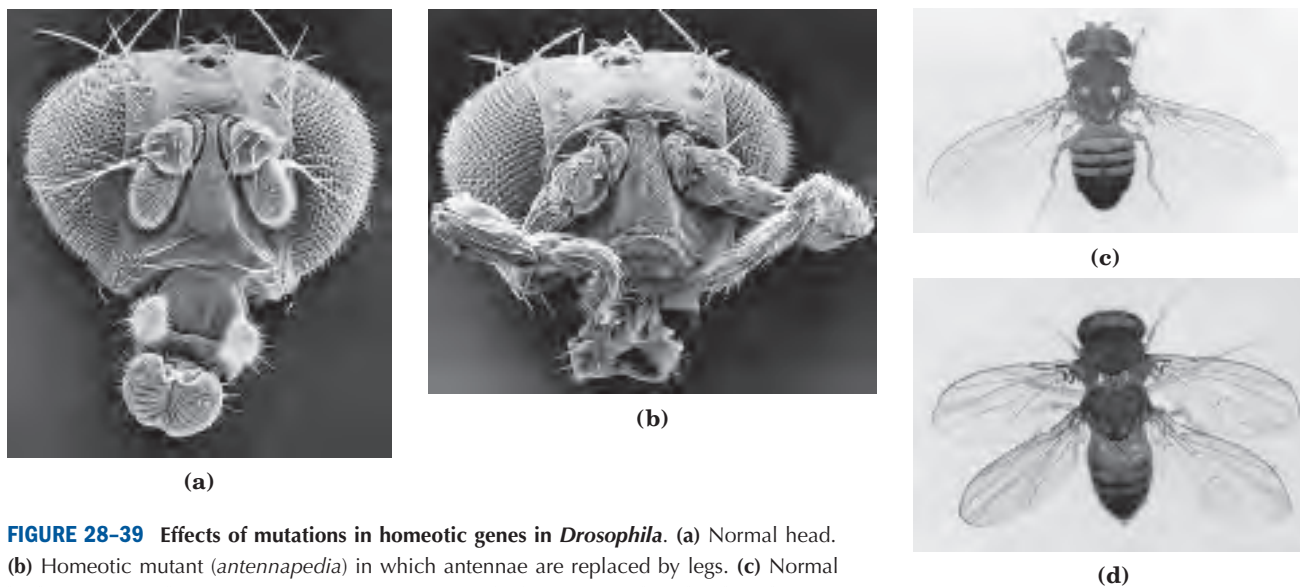 (a)
(b)
(c)
(d)
FIGURE 28–39 Effects of mutations in homeotic genes in Drosophila. (a) Normal head.
(b) Homeotic mutant (antennapedia) in which antennae are replaced by legs. (c) Normal